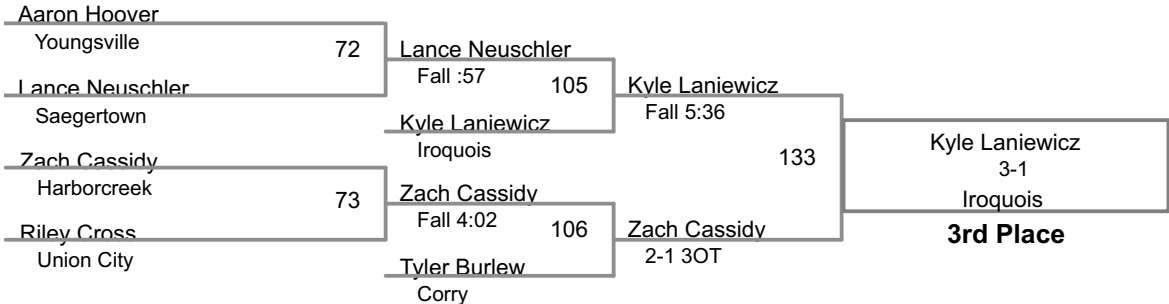 Aaron Hoover
Youngsville
72
Lance Neuschler
Fall :57
105
Lance Neuschler
Saegertown
Kyle Laniewicz
Fall 5:36
Kyle Laniewicz
Iroquois
133
Kyle Laniewicz
3-1
Iroquois
3rd Place
Zach Cassidy
Harborcreek
73
Zach Cassidy
Fall 4:02
106
Riley Cross
Union City
Zach Cassidy
2-1 3OT
Tyler Burlew
Corry